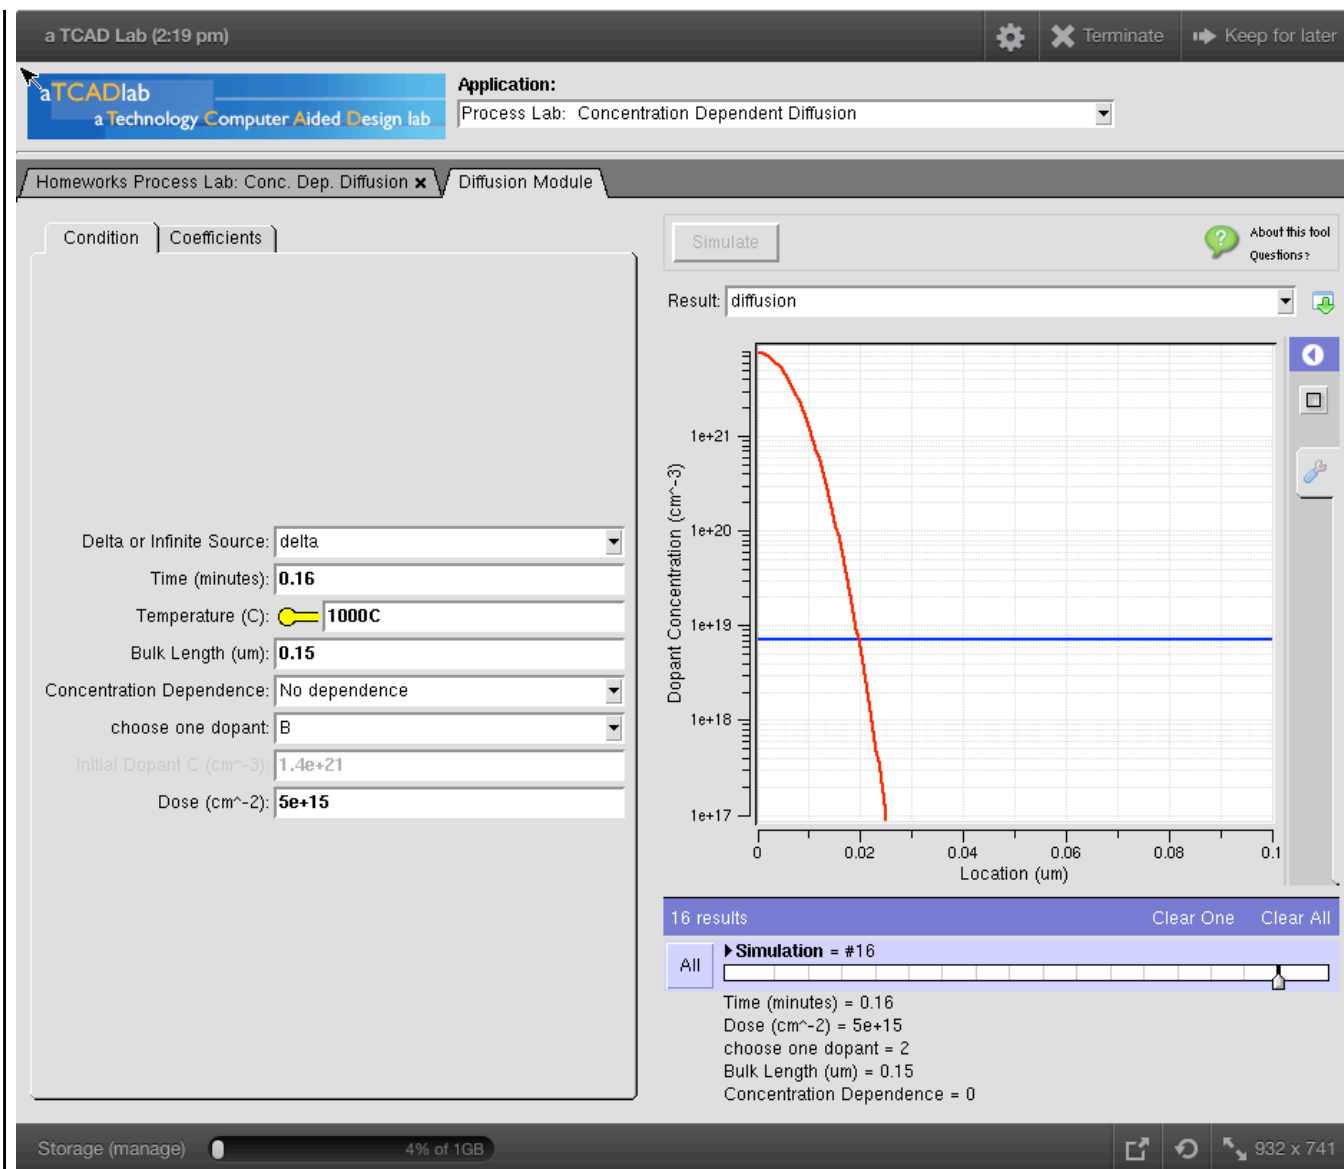 a TCAD Lab (2:19 pm)
Terminate
Keep for later
aTCADlab
a Technology Computer Aided Design lab
Application:
Process Lab: Concentration Dependent Diffusion
Homeworks Process Lab: Conc. Dep. Diffusion x
Diffusion Module
Condition
Coefficients
Delta or Infinite Source: delta
Time (minutes): 0.16
Temperature (C): 1000C
Bulk Length (um): 0.15
Concentration Dependence: No dependence
choose one dopant: B
Initial Dopant C (cm^-3): 1.4e+21
Dose (cm^-2): 5e+15
Simulate
?
About this tool
Questions?
Result: diffusion
Dopant Concentration (cm^-3)
1e+21
1e+20
1e+19
1e+18
1e+17
0 0.02 0.04 0.06 0.08 0.1
Location (um)
16 results
Clear One
Clear All
All
Simulation = #16
Time (minutes) = 0.16
Dose (cm^-2) = 5e+15
choose one dopant = 2
Bulk Length (um) = 0.15
Concentration Dependence = 0
Storage (manage)
4% of 1GB
932 x 741